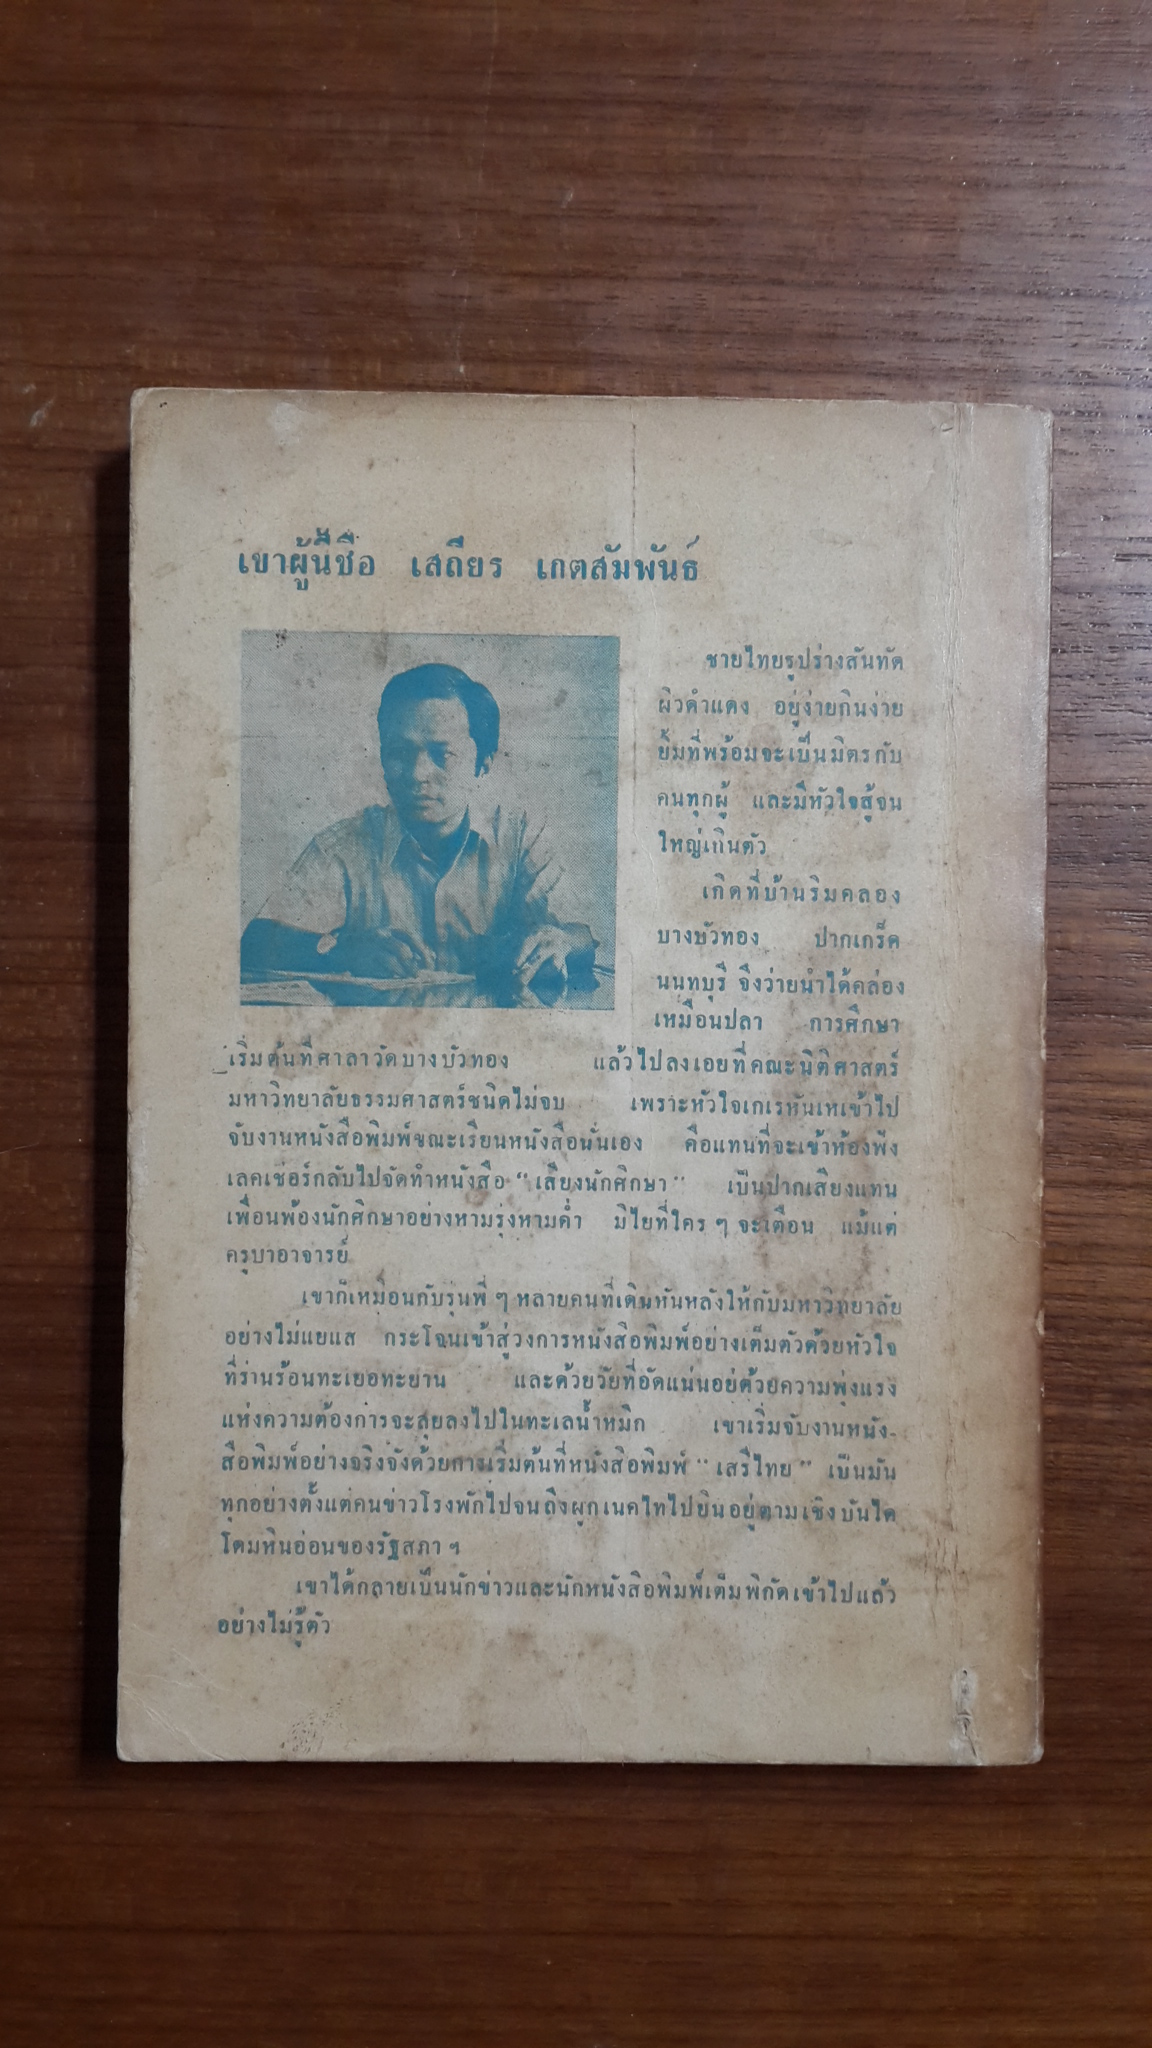 เขาผู้นี้ชื่อ เสถียร เกตสัมพันธ์
ชายไทยรูปร่างสันทัด
ผิวดำแดง อยู่ง่ายกินง่าย
ยิ้มที่พร้อมจะเป็นมิตรกับ
คนทุกผู้ และมีหัวใจสู้จน
ใหญ่เกินตัว
เกิดที่บ้านริมคลอง
บางบัวทอง ปากเกร็ด
นนทบุรี จึงว่ายน้ำได้คล่อง
เหมือนปลา การศึกษา
เริ่มต้นที่ศาลาวัดบางบัวทอง แล้วไปลงเอยที่คณะนิติศาสตร์
มหาวิทยาลัยธรรมศาสตร์ชนิดไม่จบ เพราะหัวใจเกเรหันเหเข้าไป
จับงานหนังสือพิมพ์ขณะเรียนหนังสือนั่นเอง คือแทนที่จะเข้าห้องฟัง
เลคเชอร์กลับไปจัดทำหนังสือ “เสียงนักศึกษา” เป็นปากเสียงแทน
เพื่อนพ้องนักศึกษาอย่างหามรุ่งหามค่ำ มิไยที่ใคร ๆ จะเตือน แม้แต่
ครูบาอาจารย์
เขาก็เหมือนกับรุ่นพี่ ๆ หลายคนที่เดินหันหลังให้กับมหาวิทยาลัย
อย่างไม่แยแส กระโจนเข้าสู่วงการหนังสือพิมพ์อย่างเต็มตัวด้วยหัวใจ
ที่ร่านร้อนทะเยอทะยาน และด้วยวัยที่อัดแน่นอยู่ด้วยความพุ่งแรง
แห่งความต้องการจะลุยลงไปในทะเลน้ำหมึก เขาเริ่มจับงานหนัง-
สือพิมพ์อย่างจริงจังด้วยการเริ่มต้นที่หนังสือพิมพ์ “เสรีไทย” เป็นมัน
ทุกอย่างตั้งแต่คนข่าวโรงพักไปจนถึงผูกเนคไทไปยืนอยู่ตามเชิงบันได
โดมหินอ่อนของรัฐสภา ฯ
เขาได้กลายเป็นนักข่าวและนักหนังสือพิมพ์เต็มพิกัดเข้าไปแล้ว
อย่างไม่รู้ตัว